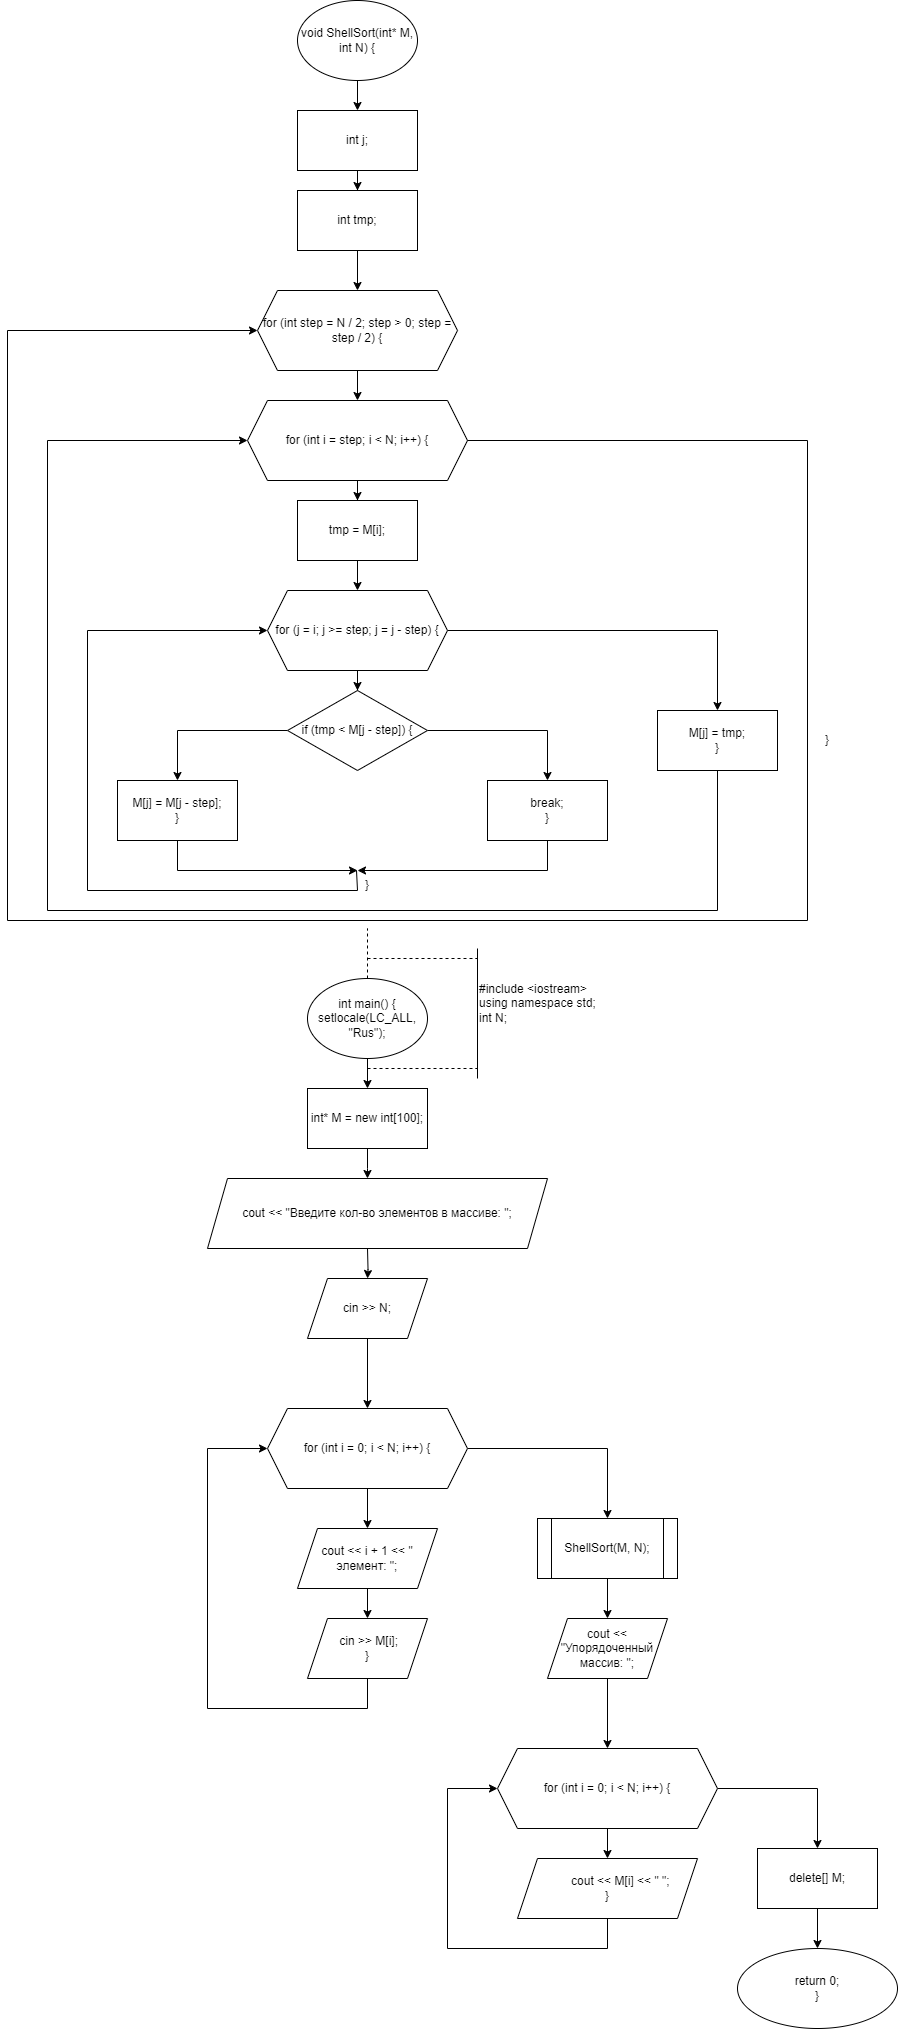 void ShellSort(int* M,
int N) {
int j;
int tmp;
for (int step = N / 2; step > 0; step =
step / 2) {
for (int i = step; i < N; i++) {
tmp = M[i];
for (j = i; j >= step; j = j - step) {
if (tmp < M[j - step]) {
M[j] = tmp;
}
}
M[j] = M[j - step];
}
break;
}
}
#include <iostream>
using namespace std;
int N;
int main() {
setlocale(LC_ALL,
"Rus");
int* M = new int[100];
cout << "Введите кол-во элементов в массиве: ";
cin >> N;
for (int i = 0; i < N; i++) {
cout << i + 1 << "
элемент: ";
ShellSort(M, N);
cin >> M[i];
}
cout <<
"Упорядоченный
массив: ";
for (int i = 0; i < N; i++) {
cout << M[i] << " ";
}
delete[] M;
return 0;
}